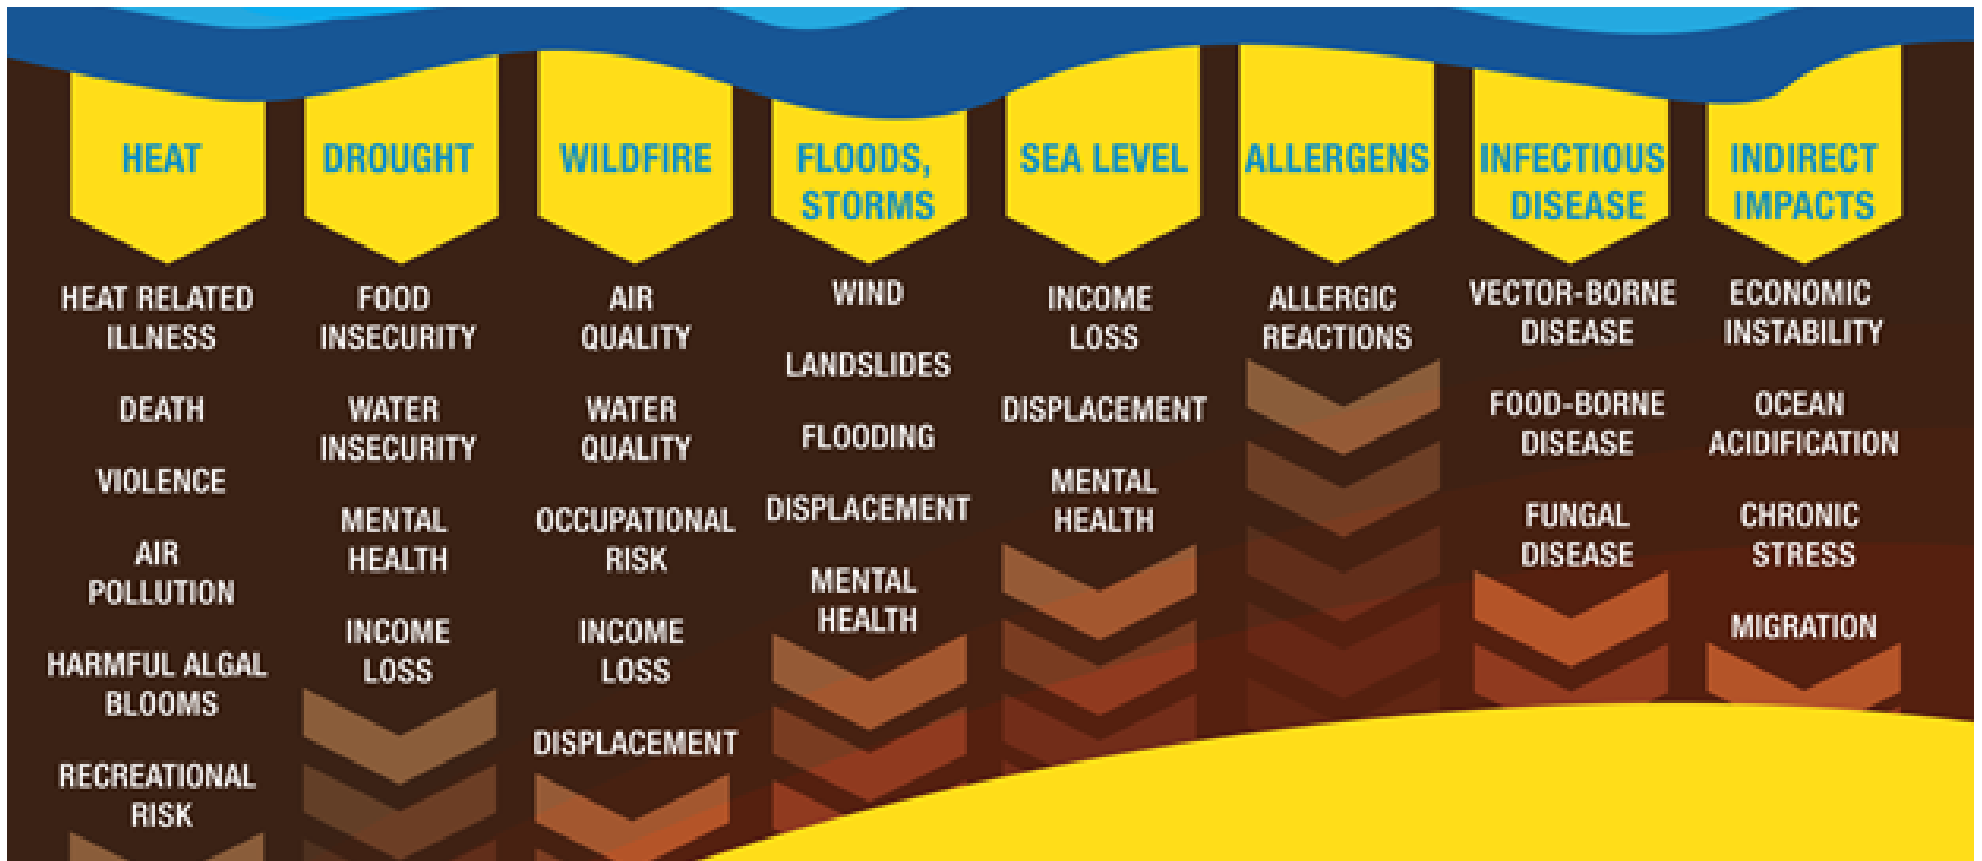 HEAT
HEAT RELATED
ILLNESS
DEATH
VIOLENCE
AIR
POLLUTION
HARMFUL ALGAL
BLOOMS
RECREATIONAL
RISK
DROUGHT
FOOD
INSECURITY
WATER
INSECURITY
MENTAL
HEALTH
INCOME
LOSS
WILDFIRE
AIR
QUALITY
WATER
QUALITY
OCCUPATIONAL
RISK
INCOME
LOSS
DISPLACEMENT
FLOODS,
STORMS
WIND
LANDSLIDES
FLOODING
DISPLACEMENT
MENTAL
HEALTH
SEA LEVEL
INCOME
LOSS
DISPLACEMENT
MENTAL
HEALTH
ALLERGENS
ALLERGIC
REACTIONS
INFECTIOUS
DISEASE
VECTOR-BORNE
DISEASE
FOOD-BORNE
DISEASE
FUNGAL
DISEASE
INDIRECT
IMPACTS
ECONOMIC
INSTABILITY
OCEAN
ACIDIFICATION
CHRONIC
STRESS
MIGRATION